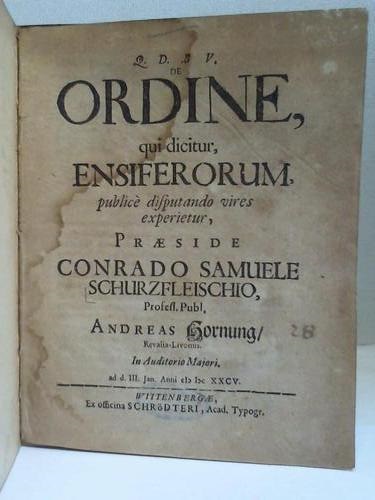 Q. D. B V.
DE
ORDINE,
qui dicitur,
ENSIFERORUM,
publicè disputando vires
experietur,
PRÆSIDE
CONRADO SAMUELE
SCHURZFLEISCHIO,
Profess. Publ.
ANDREAS Hornung/
Revalia-Livonus.
In Auditorio Majori.
ad d. III. Jan. Anni cIɔ Iɔc XXCV.
WITTENBERGÆ,
Ex officina SCHRöDTERI, Acad. Typogr.
28